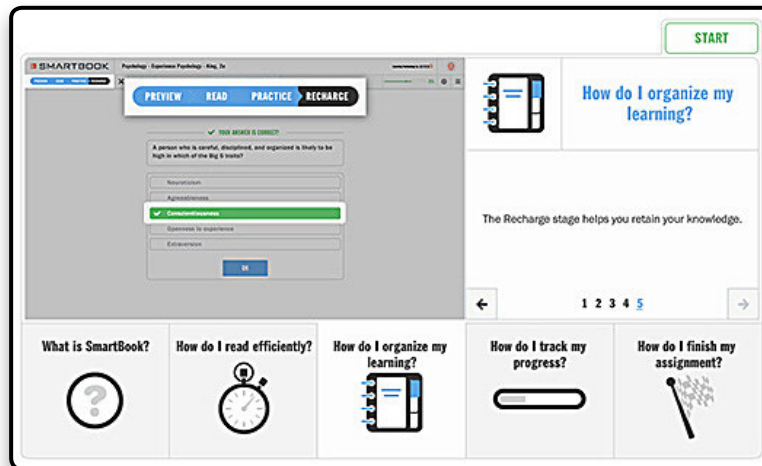 START
SMARTBOOK
Psychology - Experience Psychology - King, 2e
PREVIEW READ PRACTICE RECHARGE
YOUR ANSWER IS CORRECT!
A person who is careful, disciplined, and organized is likely to be
high in which of the Big 5 traits?
Neuroticism
Agreeableness
Conscientiousness
Openness to experience
Extraversion
OK
How do I organize my
learning?
The Recharge stage helps you retain your knowledge.
1 2 3 4 5
What is SmartBook?
How do I read efficiently?
How do I organize my
learning?
How do I track my
progress?
How do I finish my
assignment?